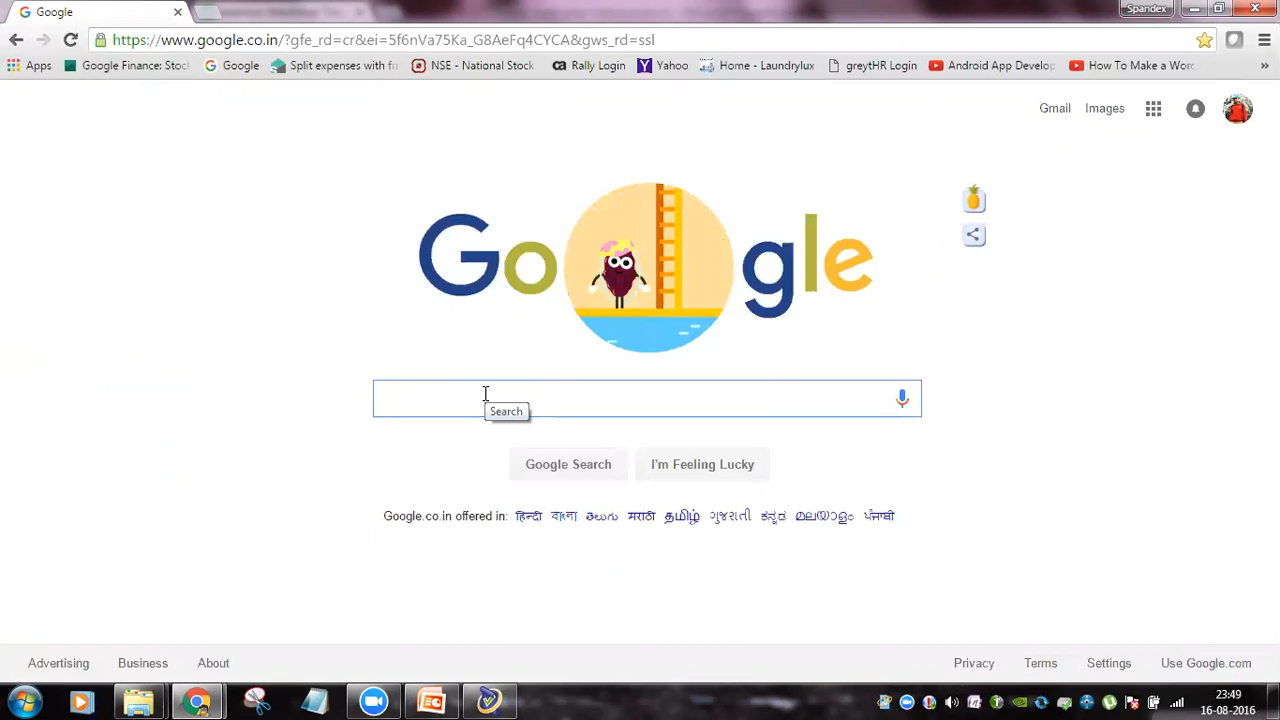 Google
Spandex
https://www.google.co.in/?gfe_rd=cr&ei=5f6nVa75Ka_G8AeFq4CYCA&gws_rd=ssl
Apps Google Finance: Stoc Google Split expenses with fr NSE - National Stock Rally Login Yahoo Home - Laundrylux greytHR Login Android App Develop How To Make a Wor »
Gmail Images
Google
Search
Google Search I'm Feeling Lucky
Google.co.in offered in: हिन्दी বাংলা తెలుగు मराठी தமிழ் ગુજરાતી ಕನ್ನಡ മലയാളം ਪੰਜਾਬੀ
Advertising Business About Privacy Terms Settings Use Google.com
23:49
16-08-2016